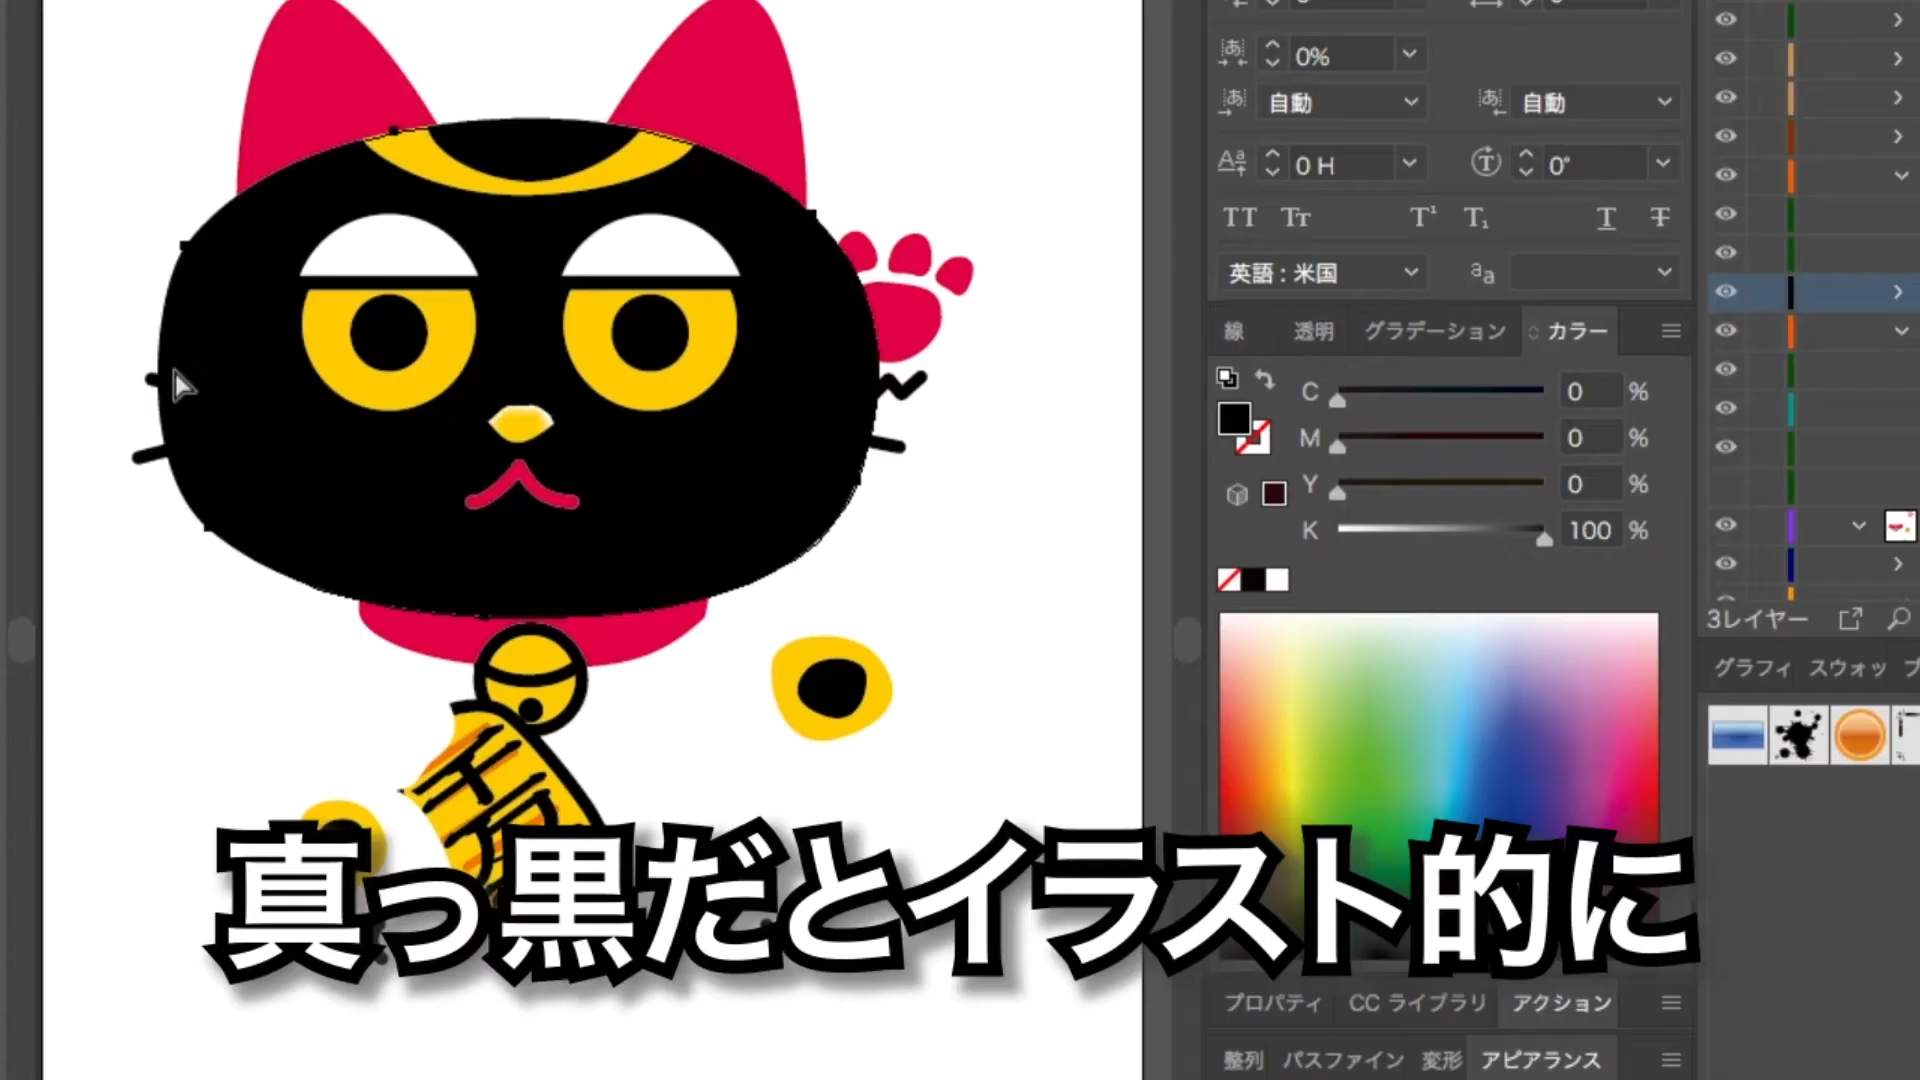 0%
自動 自動
0 H 0°
TT Tт T¹ T₁ T T
英語 : 米国 aa
線 透明 グラデーション カラー
C 0 %
M 0 %
Y 0 %
K 100 %
3レイヤー
グラフィ スウォッ
千
真っ黒だとイラスト的に
プロパティ CC ライブラリ アクション
整列 パスファイン 変形 アピアランス